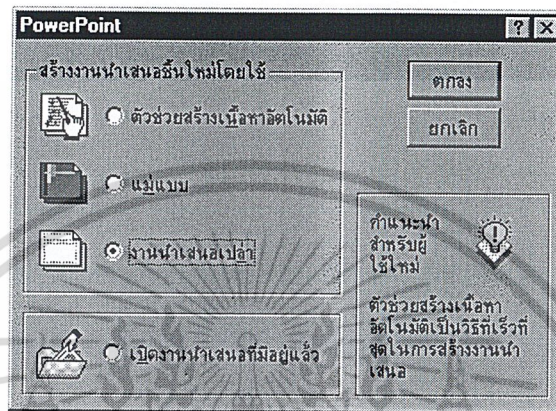 PowerPoint
สร้างงานนำเสนอชิ้นใหม่โดยใช้
ตัวช่วยสร้างเนื้อหาอัตโนมัติ
แม่แบบ
งานนำเสนอเปล่า
เปิดงานนำเสนอที่มีอยู่แล้ว
ตกลง
ยกเลิก
คำแนะนำ
สำหรับผู้
ใช้ใหม่
ตัวช่วยสร้างเนื้อหา
อัตโนมัติเป็นวิธีที่เร็วที่
สุดในการสร้างงานนำ
เสนอ